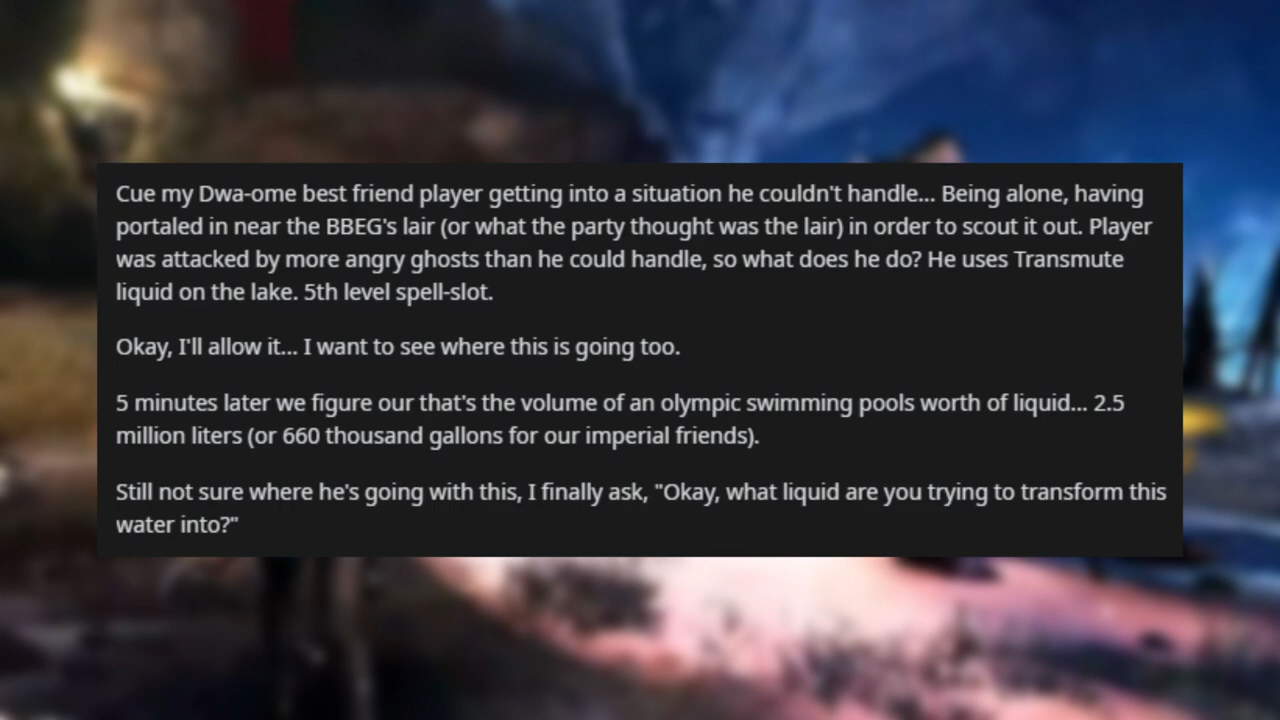 Cue my Dwa-ome best friend player getting into a situation he couldn't handle... Being alone, having
portaled in near the BBEG's lair (or what the party thought was the lair) in order to scout it out. Player
was attacked by more angry ghosts than he could handle, so what does he do? He uses Transmute
liquid on the lake. 5th level spell-slot.
Okay, I'll allow it... I want to see where this is going too.
5 minutes later we figure our that's the volume of an olympic swimming pools worth of liquid... 2.5
million liters (or 660 thousand gallons for our imperial friends).
Still not sure where he's going with this, I finally ask, "Okay, what liquid are you trying to transform this
water into?"